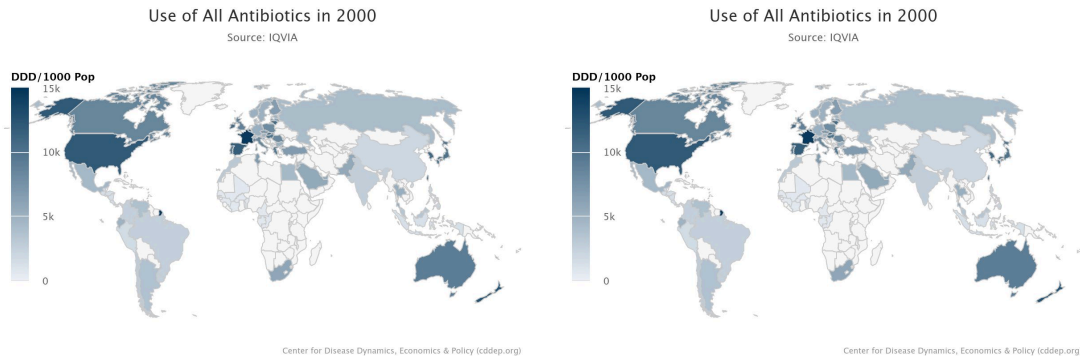 Use of All Antibiotics in 2000
Source: IQVIA
DDD/1000 Pop
15k
10k
5k
0
Center for Disease Dynamics, Economics & Policy (cddep.org)
Use of All Antibiotics in 2000
Source: IQVIA
DDD/1000 Pop
15k
10k
5k
0
Center for Disease Dynamics, Economics & Policy (cddep.org